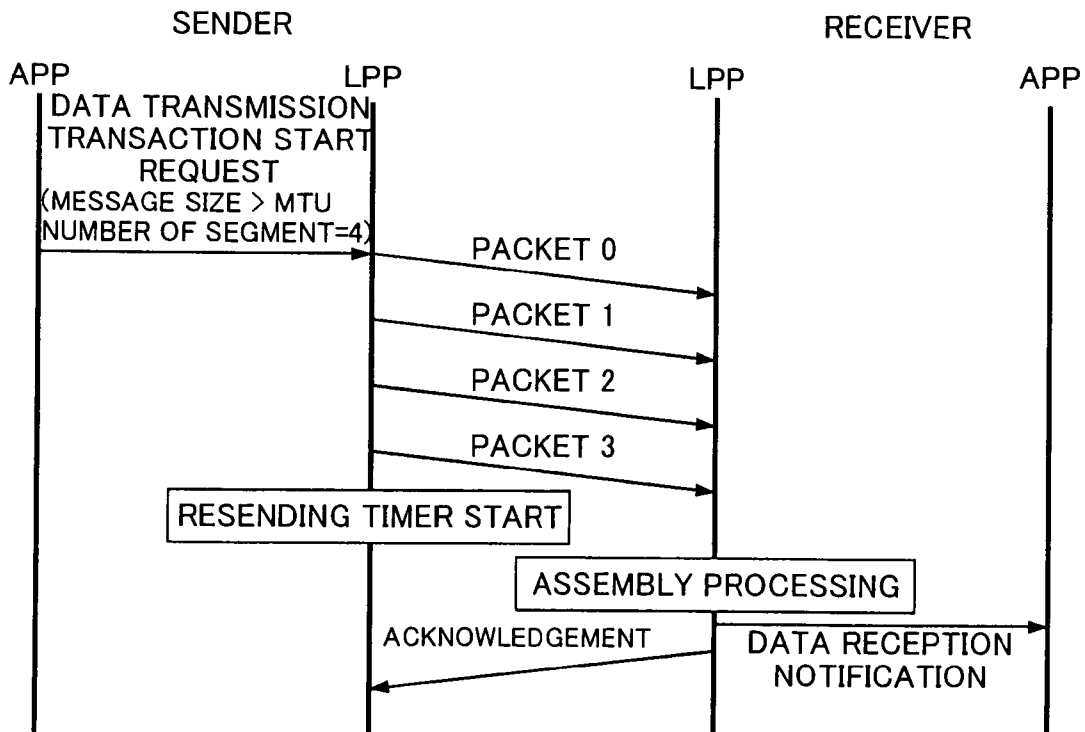 SENDER
RECEIVER
APP
LPP
LPP
APP
DATA TRANSMISSION
TRANSACTION START
REQUEST
(MESSAGE SIZE > MTU
NUMBER OF SEGMENT=4)
PACKET 0
PACKET 1
PACKET 2
PACKET 3
RESENDING TIMER START
ASSEMBLY PROCESSING
ACKNOWLEDGEMENT
DATA RECEPTION
NOTIFICATION